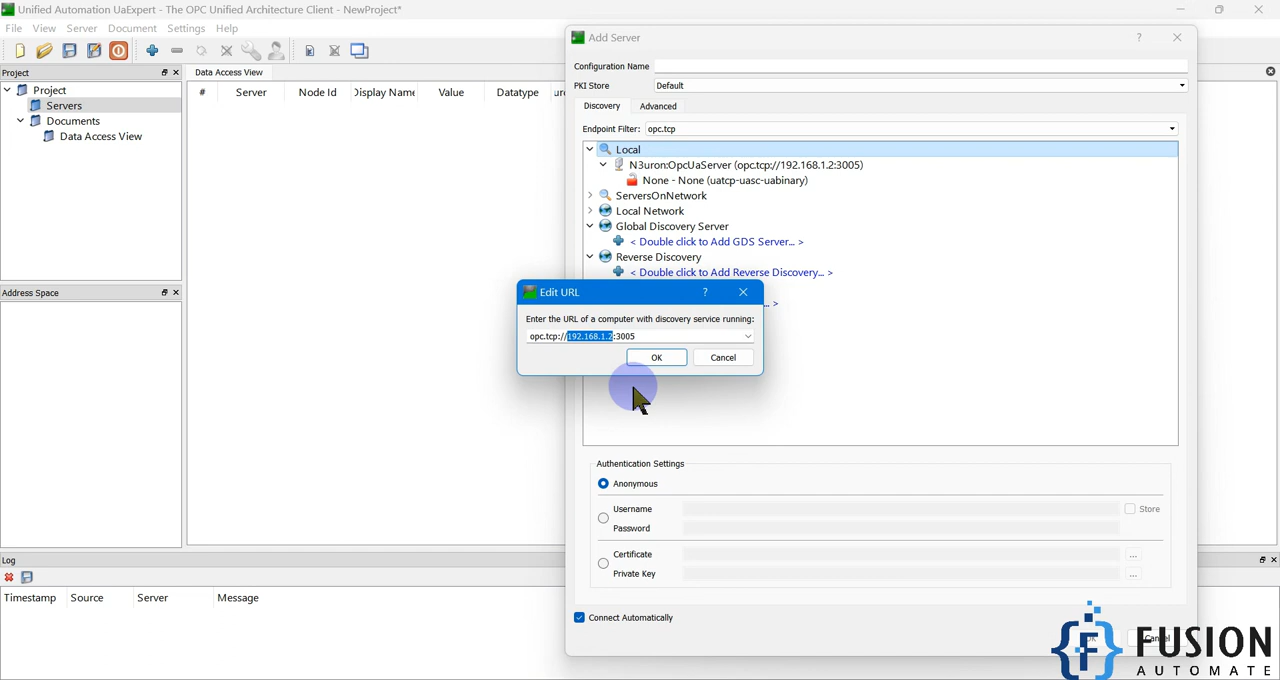 Unified Automation UaExpert - The OPC Unified Architecture Client - NewProject*
File View Server Document Settings Help
Project
Project
Servers
Documents
Data Access View
Address Space
Data Access View
# Server Node Id Display Name Value Datatype
Add Server
Configuration Name
PKI Store Default
Discovery Advanced
Endpoint Filter: opc.tcp
Local
N3uron:OpcUaServer (opc.tcp://192.168.1.2:3005)
None - None (uatcp-uasc-uabinary)
ServersOnNetwork
Local Network
Global Discovery Server
< Double click to Add GDS Server... >
Reverse Discovery
< Double click to Add Reverse Discovery... >
... >
Edit URL
Enter the URL of a computer with discovery service running:
opc.tcp://192.168.1.2:3005
OK Cancel
Authentication Settings
Anonymous
Username Store
Password
Certificate ...
Private Key ...
Connect Automatically
Cancel
Log
Timestamp Source Server Message
FUSION
AUTOMATE